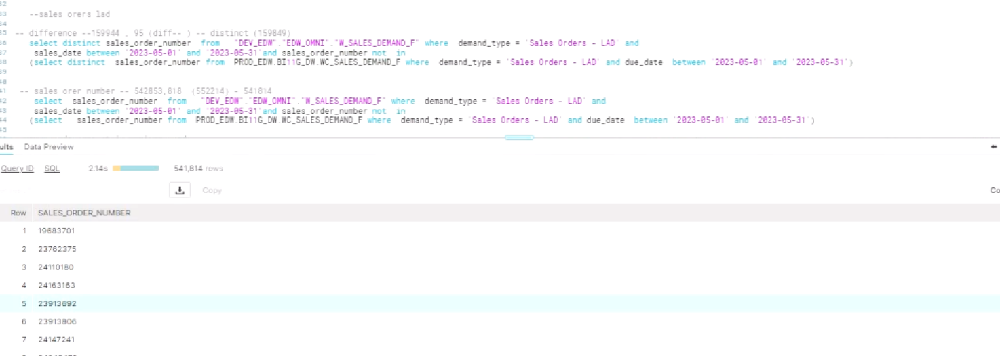 32
33 --sales orers lad
34
35 -- difference --159944 , 95 (diff-- ) -- distinct (159849)
36 select distinct sales_order_number from "DEV_EDW"."EDW_OMNI"."W_SALES_DEMAND_F" where demand_type = 'Sales Orders - LAD' and
37 sales_date between '2023-05-01' and '2023-05-31'and sales_order_number not in
38 (select distinct sales_order_number from PROD_EDW.BI11G_DW.WC_SALES_DEMAND_F where demand_type = 'Sales Orders - LAD' and due_date between '2023-05-01' and '2023-05-31')
39
40
41 -- sales orer number -- 542853,818 (552214) - 541814
42 select sales_order_number from "DEV_EDW"."EDW_OMNI"."W_SALES_DEMAND_F" where demand_type = 'Sales Orders - LAD' and
43 sales_date between '2023-05-01' and '2023-05-31'and sales_order_number not in
44 (select sales_order_number from PROD_EDW.BI11G_DW.WC_SALES_DEMAND_F where demand_type = 'Sales Orders - LAD' and due_date between '2023-05-01' and '2023-05-31')
45
ults Data Preview
Query ID SQL 2.14s 541,814 rows
Copy Co
Row SALES_ORDER_NUMBER
1 19683701
2 23762375
3 24110180
4 24163163
5 23913692
6 23913806
7 24147241